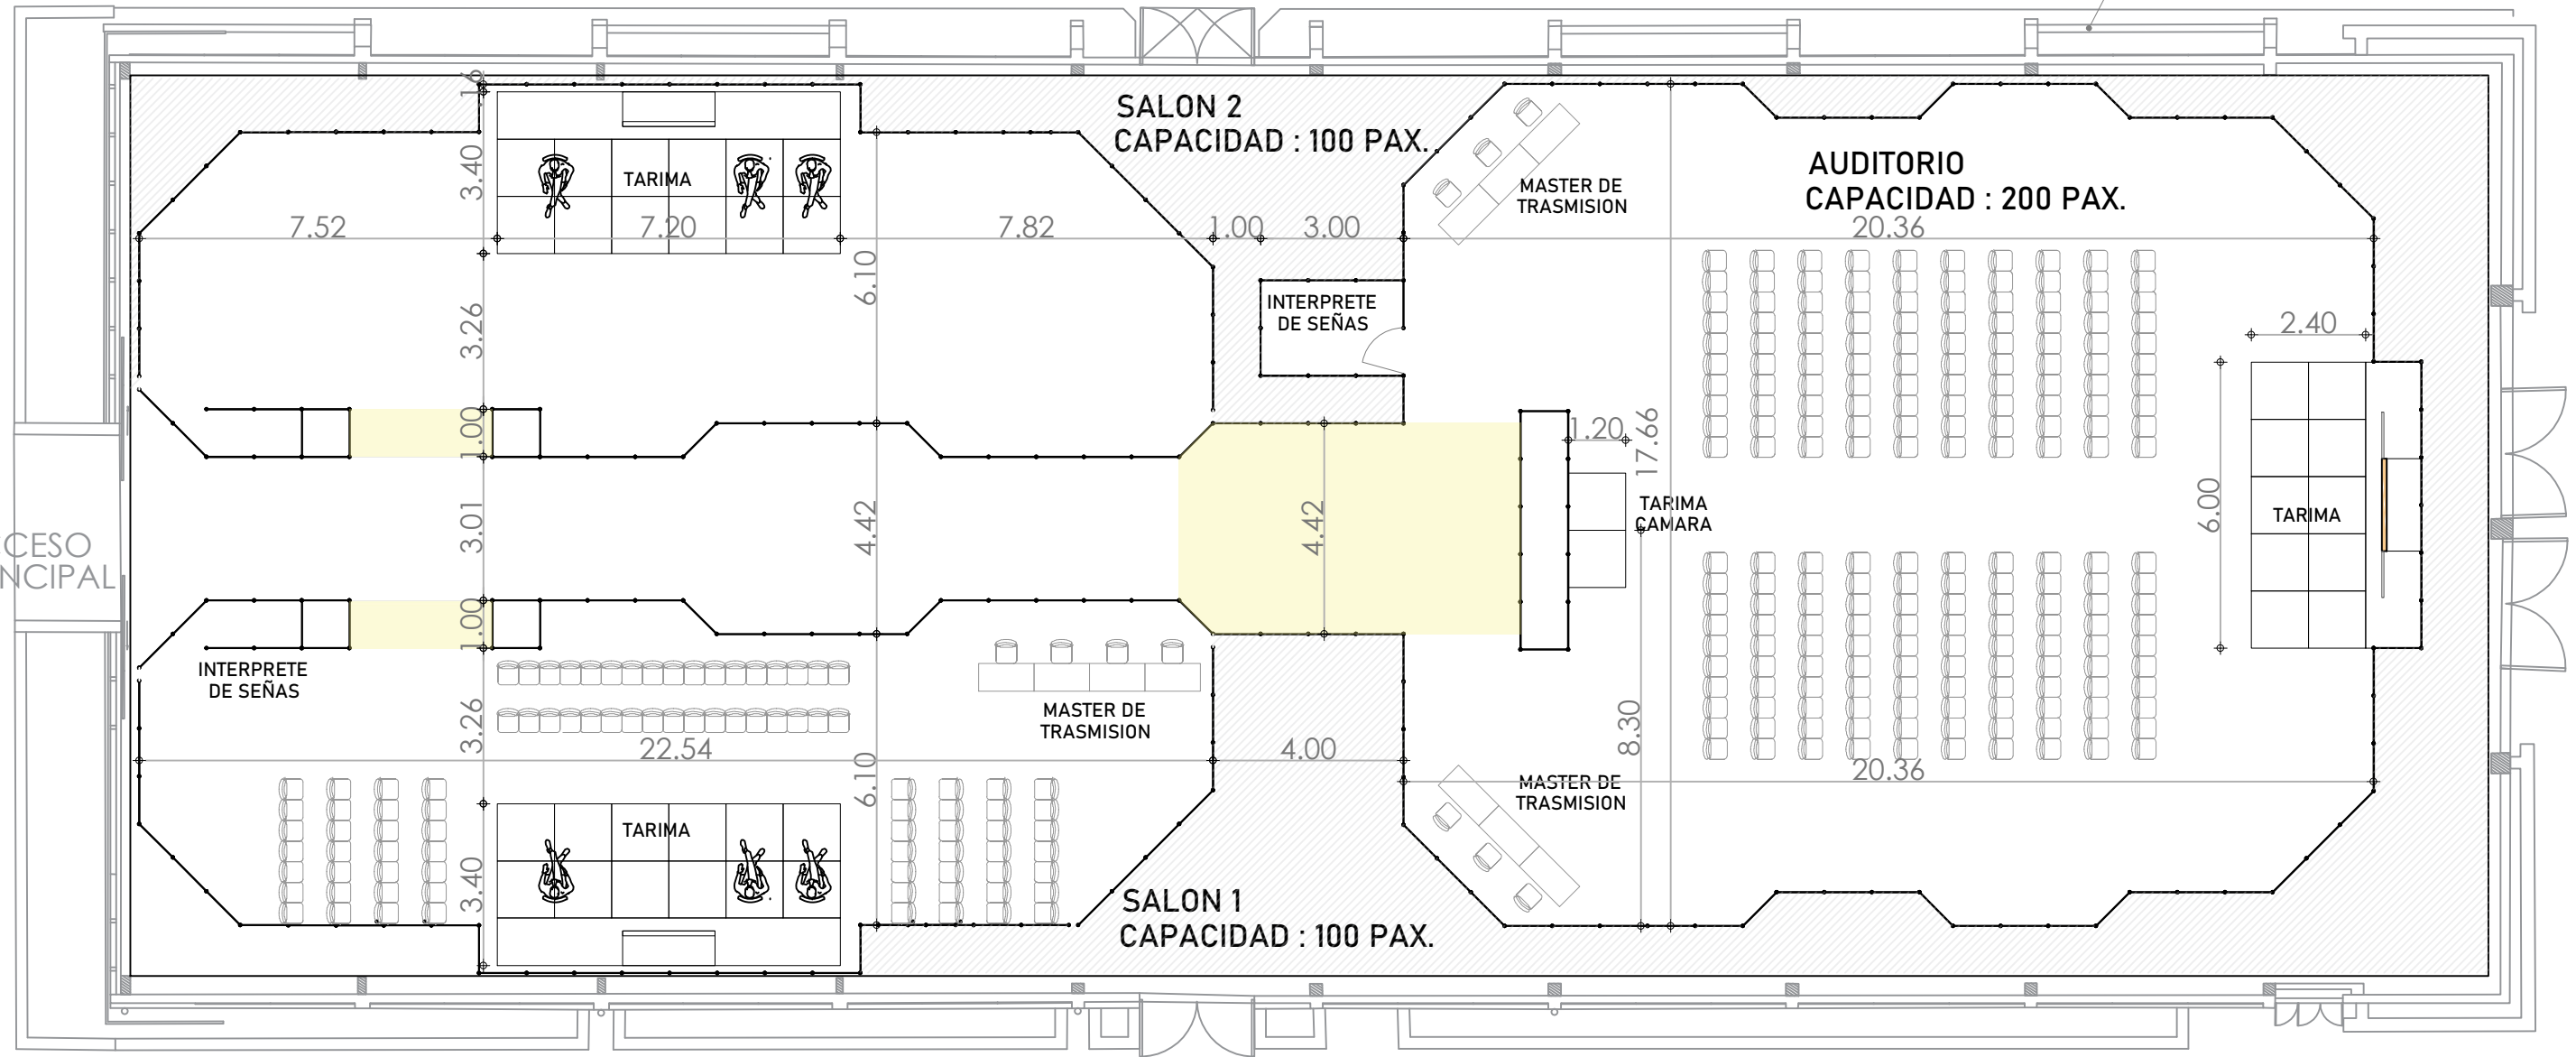 .16
SALON 2
CAPACIDAD : 100 PAX.
AUDITORIO
CAPACIDAD : 200 PAX.
3.40
TARIMA
MASTER DE
TRASMISION
7.52
7.20
7.82
1.00
3.00
20.36
6.10
INTERPRETE
DE SEÑAS
3.26
2.40
1.00
1.20
17.66
CESO
NCIPAL
3.01
4.42
4.42
TARIMA
CAMARA
6.00
TARIMA
1.00
INTERPRETE
DE SEÑAS
MASTER DE
TRASMISION
3.26
22.54
4.00
8.30
20.36
6.10
MASTER DE
TRASMISION
TARIMA
3.40
SALON 1
CAPACIDAD : 100 PAX.